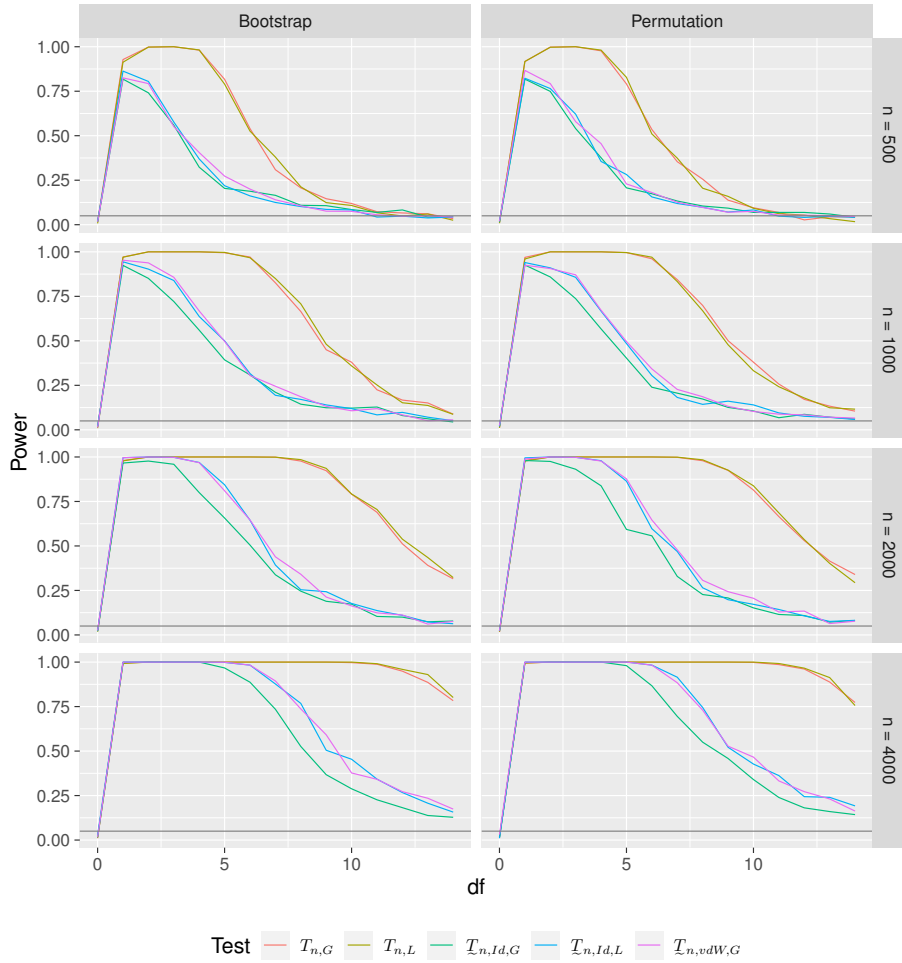 Bootstrap Permutation
1.00
0.75
0.50
0.25
0.00
n = 500
1.00
0.75
0.50
0.25
0.00
n = 1000
Power
1.00
0.75
0.50
0.25
0.00
n = 2000
1.00
0.75
0.50
0.25
0.00
n = 4000
0 5 10 0 5 10
df
Test T_{n,G} T_{n,L} T̰_{n,Id,G} T̰_{n,Id,L} T̰_{n,vdW,G}